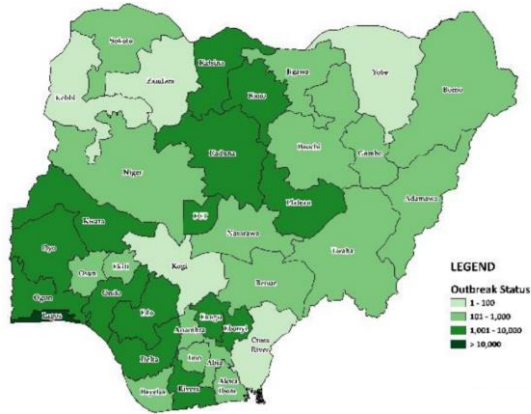 Sokoto
Katsina
Zamfara
Jigawa
Yobe
Borno
Kebbi
Kano
Kaduna
Bauchi
Gombe
Niger
Adamawa
Plateau
FCT
Kwara
Nasarawa
Oyo
Taraba
Kogi
Osun
Ekiti
Benue
Ogun
Ondo
Lagos
Edo
Enugu
Ebonyi
Anambra
Cross
River
Delta
Imo
Abia
Akwa
Ibom
Bayelsa
Rivers
LEGEND
Outbreak Status
1 - 100
101 - 1,000
1,001 - 10,000
> 10,000